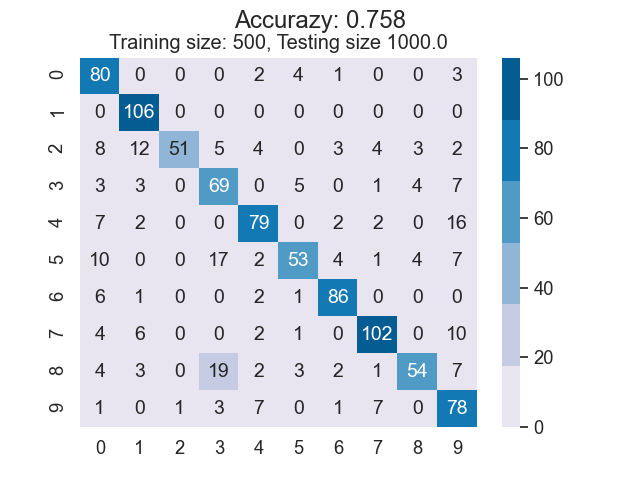 Accurazy: 0.758
Training size: 500, Testing size 1000.0
0 80 0 0 0 2 4 1 0 0 3
1 0 106 0 0 0 0 0 0 0 0
2 8 12 51 5 4 0 3 4 3 2
3 3 3 0 69 0 5 0 1 4 7
4 7 2 0 0 79 0 2 2 0 16
5 10 0 0 17 2 53 4 1 4 7
6 6 1 0 0 2 1 86 0 0 0
7 4 6 0 0 2 1 0 102 0 10
8 4 3 0 19 2 3 2 1 54 7
9 1 0 1 3 7 0 1 7 0 78
0 1 2 3 4 5 6 7 8 9
100
80
60
40
20
0